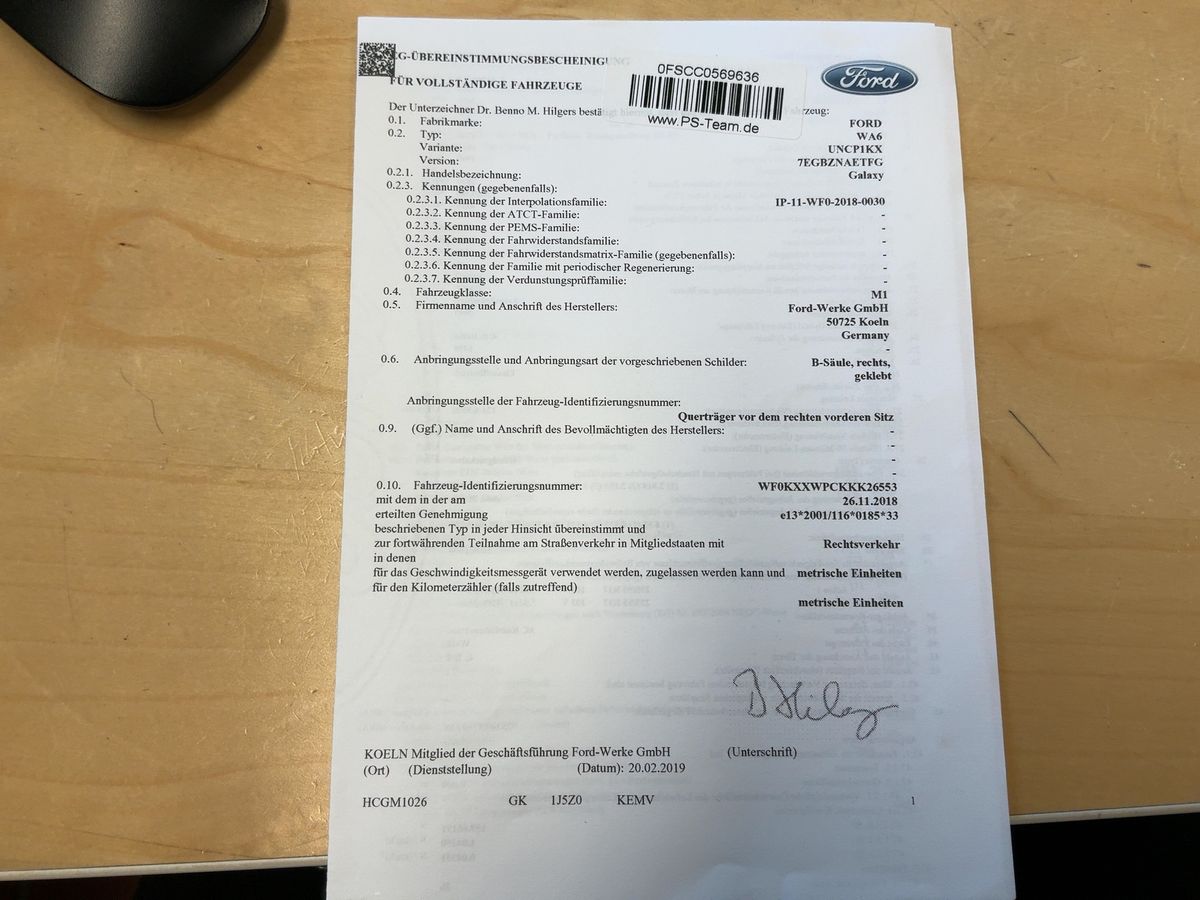 EG-ÜBEREINSTIMMUNGSBESCHEINIGUNG
0FSCC0569636
www.PS-Team.de
Ford
FÜR VOLLSTÄNDIGE FAHRZEUGE
Der Unterzeichner Dr. Benno M. Hilgers bestä
0.1. Fabrikmarke: FORD
0.2. Typ: WA6
Variante: UNCP1KX
Version: 7EGBZNAETFG
0.2.1. Handelsbezeichnung: Galaxy
0.2.3. Kennungen (gegebenenfalls):
0.2.3.1. Kennung der Interpolationsfamilie: IP-11-WF0-2018-0030
0.2.3.2. Kennung der ATCT-Familie: -
0.2.3.3. Kennung der PEMS-Familie: -
0.2.3.4. Kennung der Fahrwiderstandsfamilie: -
0.2.3.5. Kennung der Fahrwiderstandsmatrix-Familie (gegebenenfalls): -
0.2.3.6. Kennung der Familie mit periodischer Regenerierung: -
0.2.3.7. Kennung der Verdunstungsprüffamilie: -
0.4. Fahrzeugklasse: M1
0.5. Firmenname und Anschrift des Herstellers: Ford-Werke GmbH
50725 Koeln
Germany
-
0.6. Anbringungsstelle und Anbringungsart der vorgeschriebenen Schilder: B-Säule, rechts,
geklebt
Anbringungsstelle der Fahrzeug-Identifizierungsnummer:
Querträger vor dem rechten vorderen Sitz
0.9. (Ggf.) Name und Anschrift des Bevollmächtigten des Herstellers: -
-
-
-
0.10. Fahrzeug-Identifizierungsnummer: WF0KXXWPCKKK26553
mit dem in der am 26.11.2018
erteilten Genehmigung e13*2001/116*0185*33
beschriebenen Typ in jeder Hinsicht übereinstimmt und
zur fortwährenden Teilnahme am Straßenverkehr in Mitgliedstaaten mit Rechtsverkehr
in denen
für das Geschwindigkeitsmessgerät verwendet werden, zugelassen werden kann und metrische Einheiten
für den Kilometerzähler (falls zutreffend)
metrische Einheiten
KOELN Mitglied der Geschäftsführung Ford-Werke GmbH (Unterschrift)
(Ort) (Dienststellung) (Datum): 20.02.2019
HCGM1026 GK 1J5Z0 KEMV 1